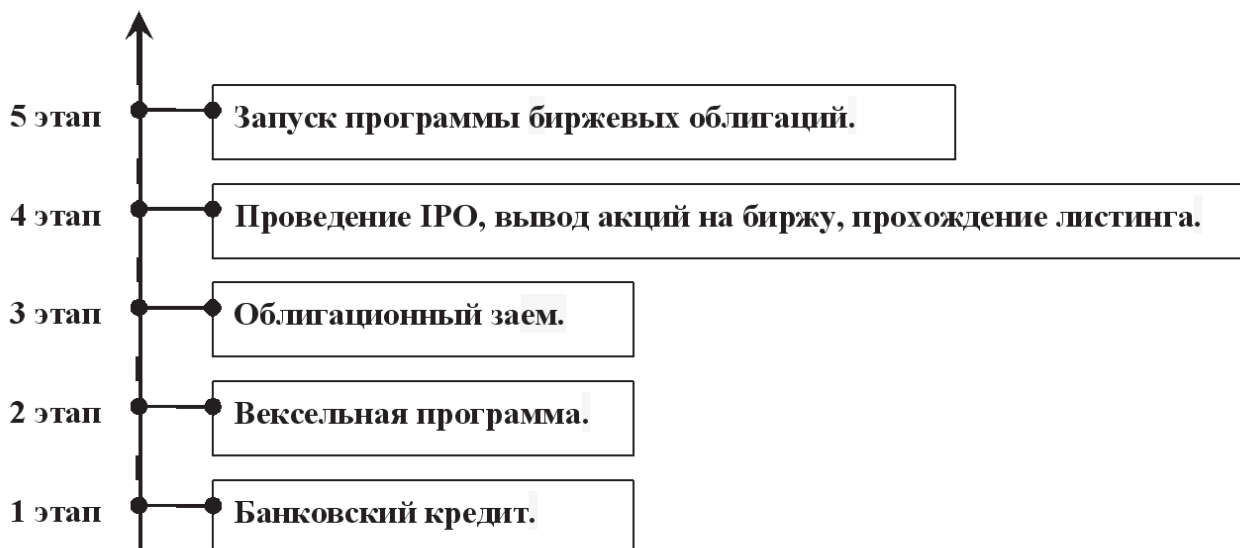 5 этап Запуск программы биржевых облигаций.
4 этап Проведение IPO, вывод акций на биржу, прохождение листинга.
3 этап Облигационный заем.
2 этап Вексельная программа.
1 этап Банковский кредит.